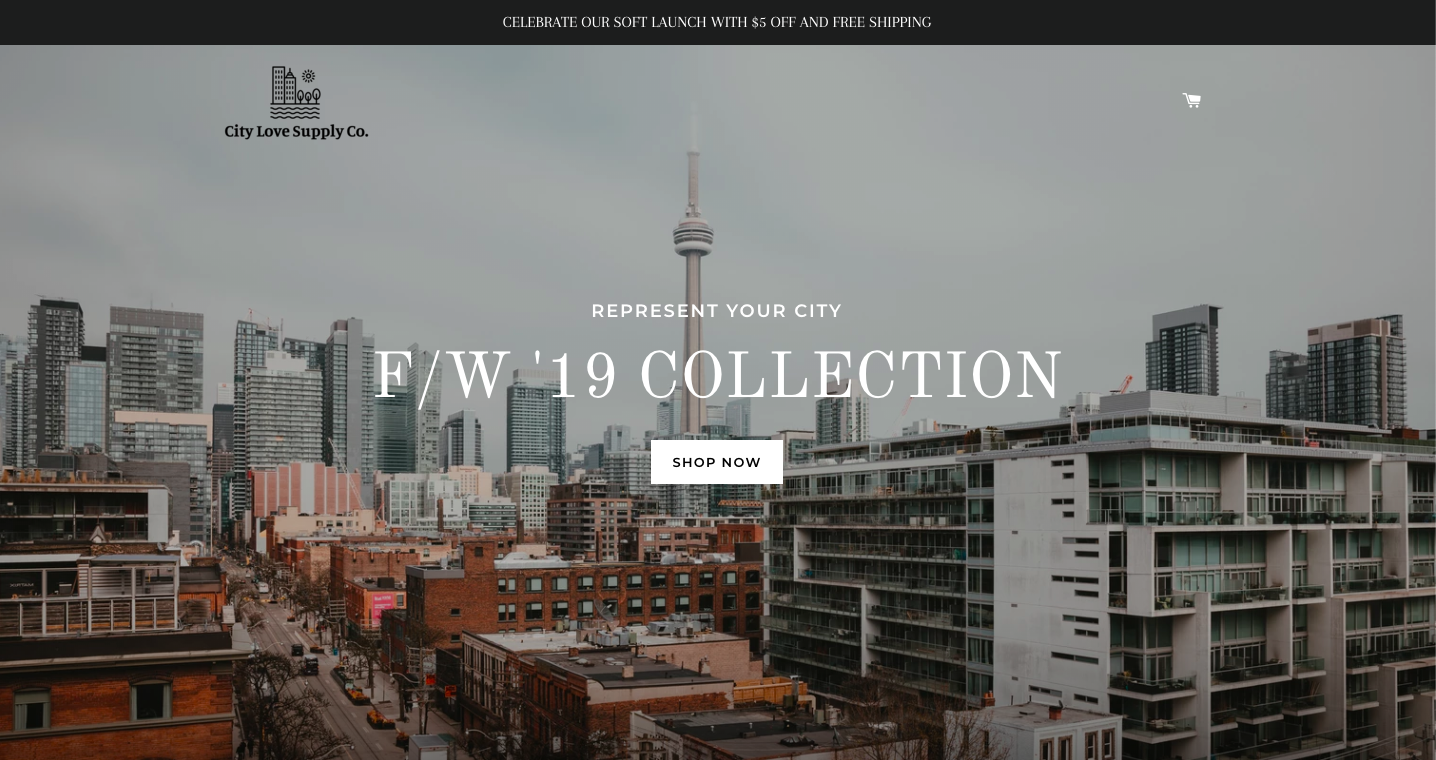 CELEBRATE OUR SOFT LAUNCH WITH $5 OFF AND FREE SHIPPING
City Love Supply Co.
REPRESENT YOUR CITY
F/W '19 COLLECTION
SHOP NOW